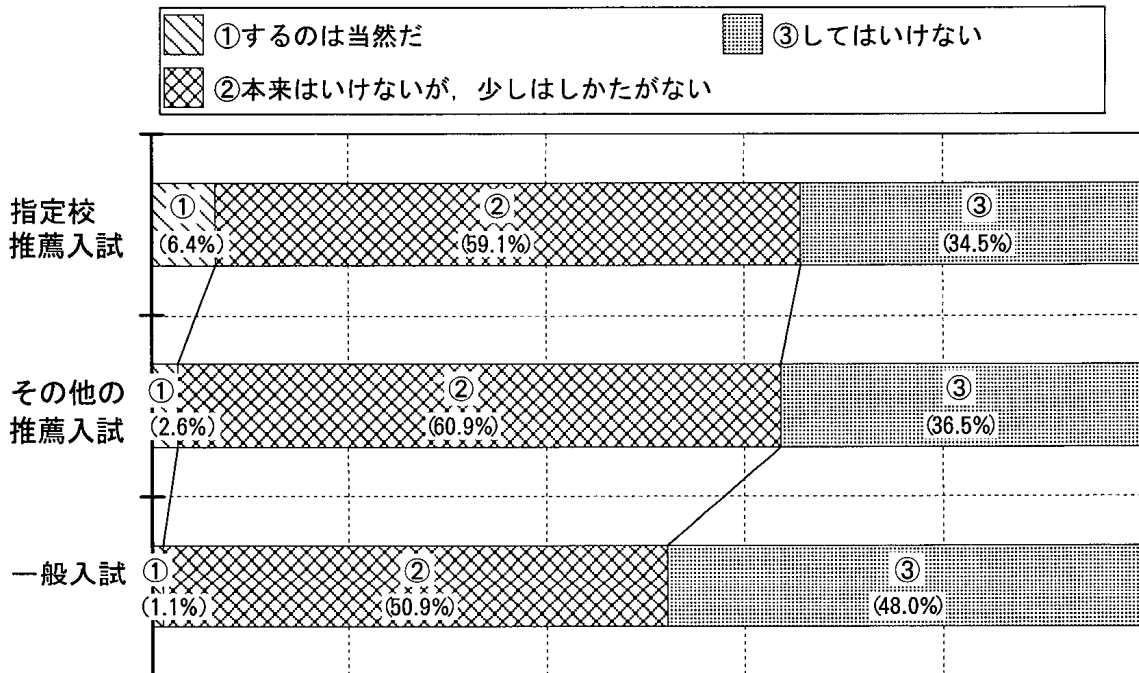 ①するのは当然だ
③してはいけない
②本来はいけないが，少しはしかたがない
指定校
推薦入試
①
(6.4%)
②
(59.1%)
③
(34.5%)
その他の
推薦入試
①
(2.6%)
②
(60.9%)
③
(36.5%)
一般入試
①
(1.1%)
②
(50.9%)
③
(48.0%)